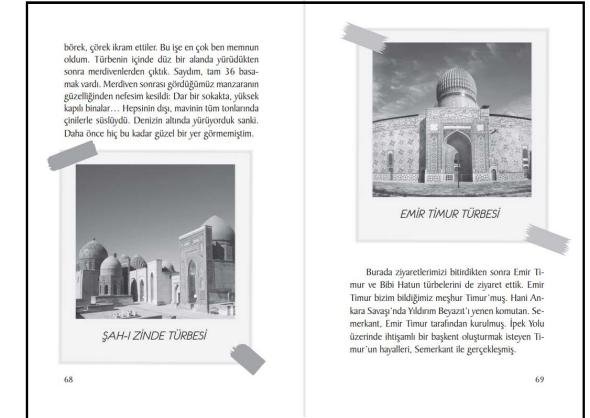 börek, çörek ikram ettiler. Bu işe en çok ben memnun
oldum. Türbenin içinde düz bir alanda yürüdükten
sonra merdivenlerden çıktık. Saydım, tam 36 basa-
mak vardı. Merdiven sonrası gördüğümüz manzaranın
güzelliğinden nefesim kesildi: Dar bir sokakta, yüksek
kapılı binalar… Hepsinin dışı, mavinin tüm tonlarında
çinilerle süslüydü. Denizin altında yürüyorduk sanki.
Daha önce hiç bu kadar güzel bir yer görmemiştim.
ŞAH-I ZİNDE TÜRBESİ
68
EMİR TİMUR TÜRBESİ
Burada ziyaretlerimizi bitirdikten sonra Emir Ti-
mur ve Bibi Hatun türbelerini de ziyaret ettik. Emir
Timur bizim bildiğimiz meşhur Timur'muş. Hani An-
kara Savaşı'nda Yıldırım Beyazıt'ı yenen komutan. Se-
merkant, Emir Timur tarafından kurulmuş. İpek Yolu
üzerinde ihtişamlı bir başkent oluşturmak isteyen Ti-
mur'un hayalleri, Semerkant ile gerçekleşmiş.
69